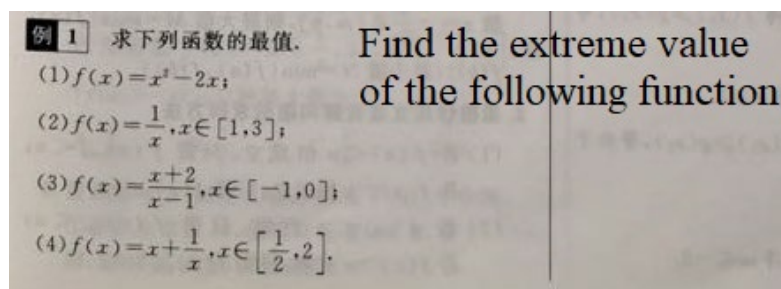 例 1 求下列函数的最值.
Find the extreme value
of the following function
(1)f(x)=x²-2x;
(2)f(x)=1/x,x∈[1,3];
(3)f(x)=x+2/x-1,x∈[-1,0];
(4)f(x)=x+1/x,x∈[1/2,2].